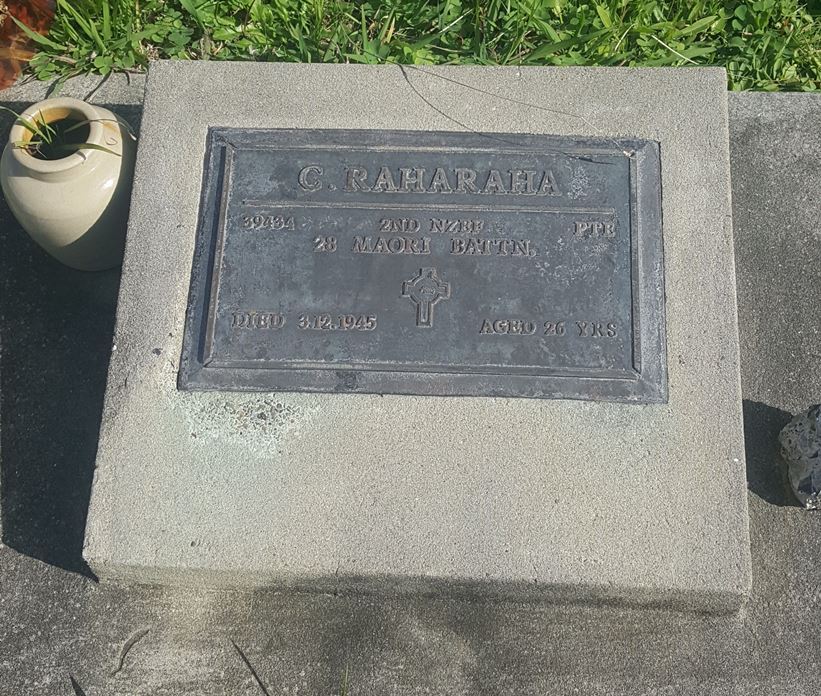 C. RAHARAHA
39434 2ND NZEF PTE
28 MAORI BATTN.
DIED 3.12.1945 AGED 26 YRS